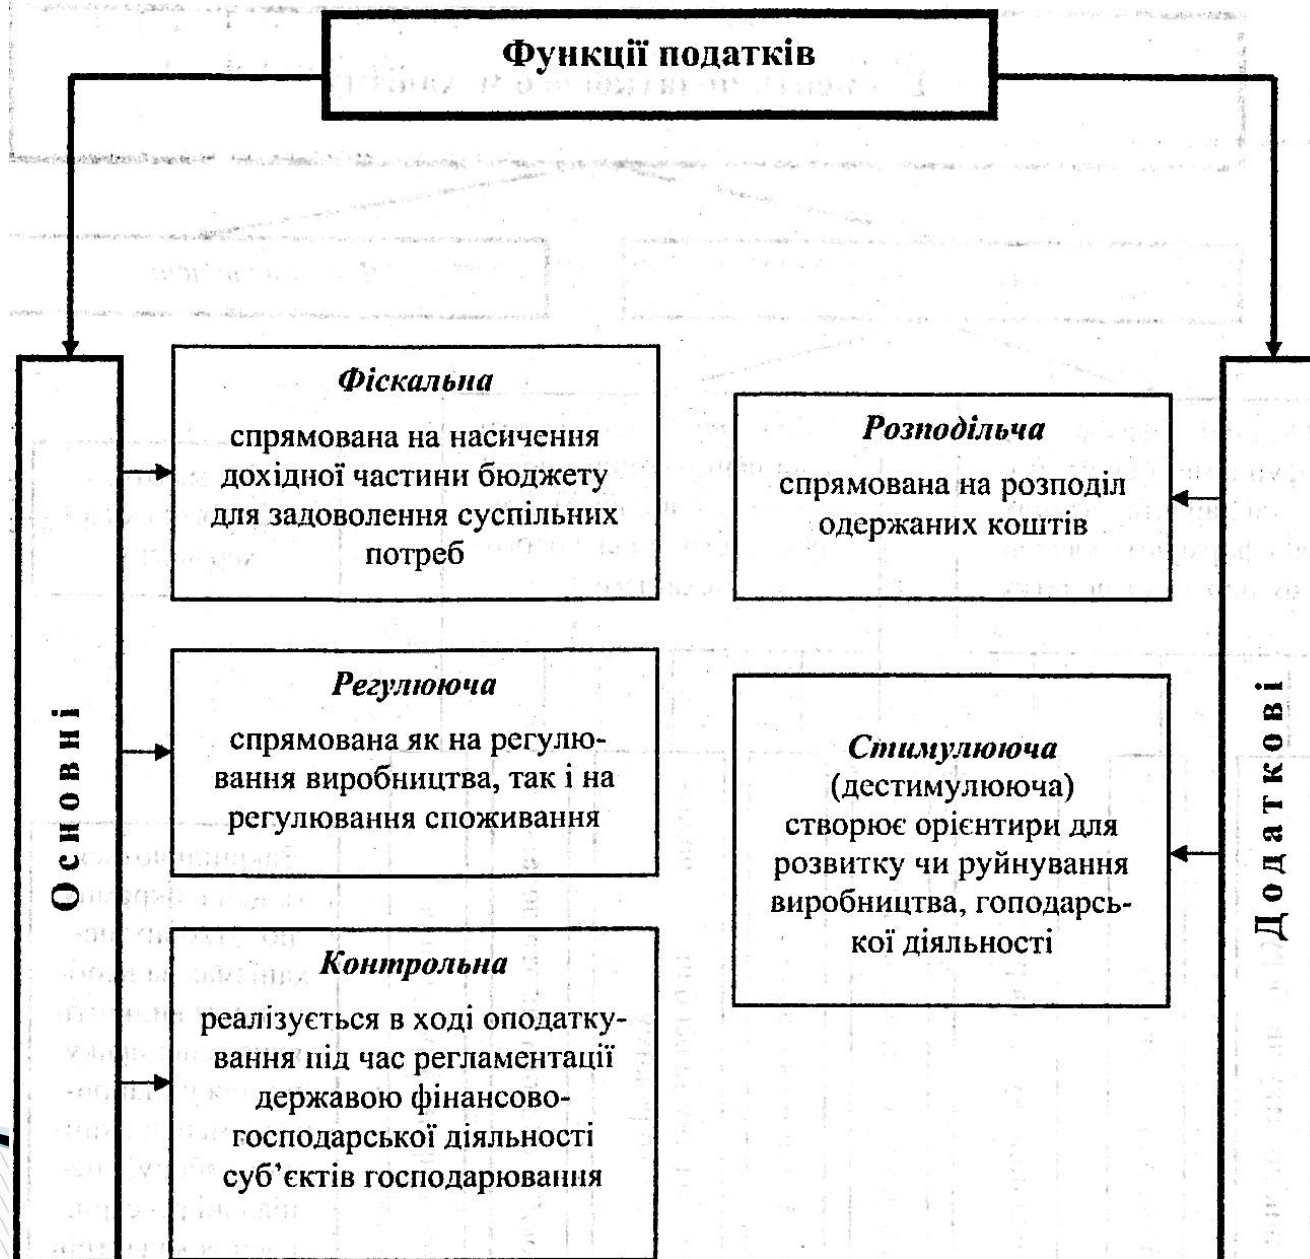 Функції податків
Основні
Фіскальна
спрямована на насичення
дохідної частини бюджету
для задоволення суспільних
потреб
Регулююча
спрямована як на регулю-
вання виробництва, так і на
регулювання споживання
Контрольна
реалізується в ході оподатку-
вання під час регламентації
державою фінансово-
господарської діяльності
суб’єктів господарювання
Додаткові
Розподільча
спрямована на розподіл
одержаних коштів
Стимулююча
(дестимулююча)
створює орієнтири для
розвитку чи руйнування
виробництва, гоподарсь-
кої діяльності